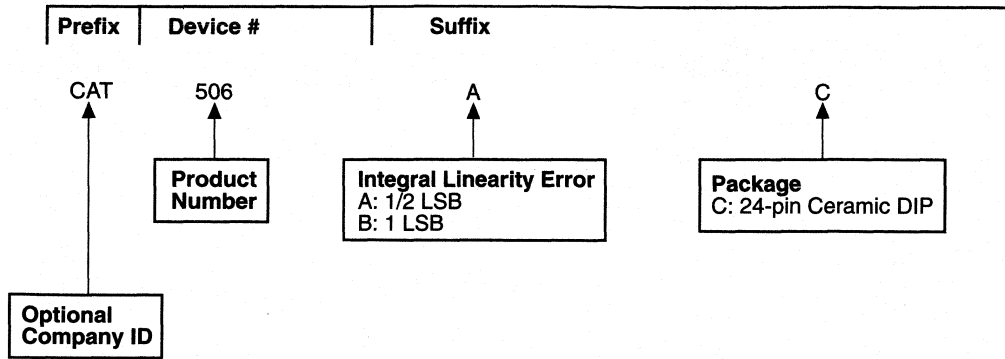 Prefix Device # Suffix
CAT 506 A C
Product
Number
Integral Linearity Error
A: 1/2 LSB
B: 1 LSB
Package
C: 24-pin Ceramic DIP
Optional
Company ID